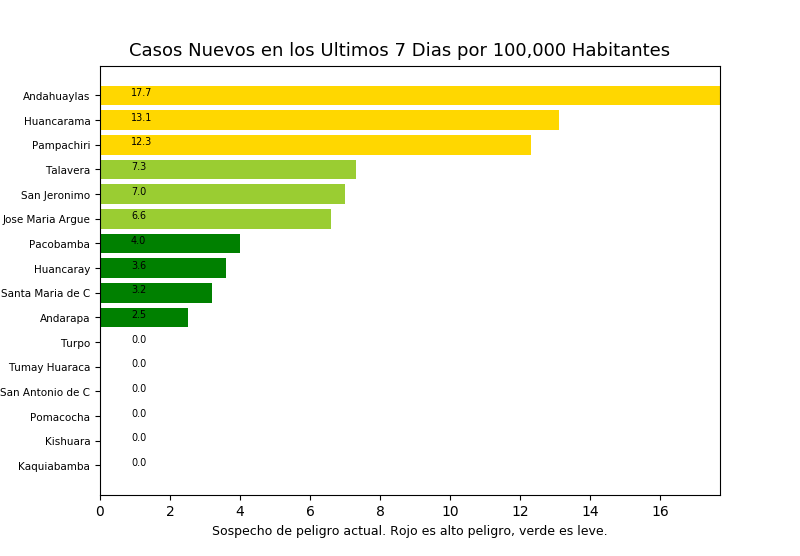 Casos Nuevos en los Ultimos 7 Dias por 100,000 Habitantes
Andahuaylas 17.7
Huancarama 13.1
Pampachiri 12.3
Talavera 7.3
San Jeronimo 7.0
Jose Maria Argue 6.6
Pacobamba 4.0
Huancaray 3.6
Santa Maria de C 3.2
Andarapa 2.5
Turpo 0.0
Tumay Huaraca 0.0
San Antonio de C 0.0
Pomacocha 0.0
Kishuara 0.0
Kaquiabamba 0.0
0 2 4 6 8 10 12 14 16
Sospecho de peligro actual. Rojo es alto peligro, verde es leve.